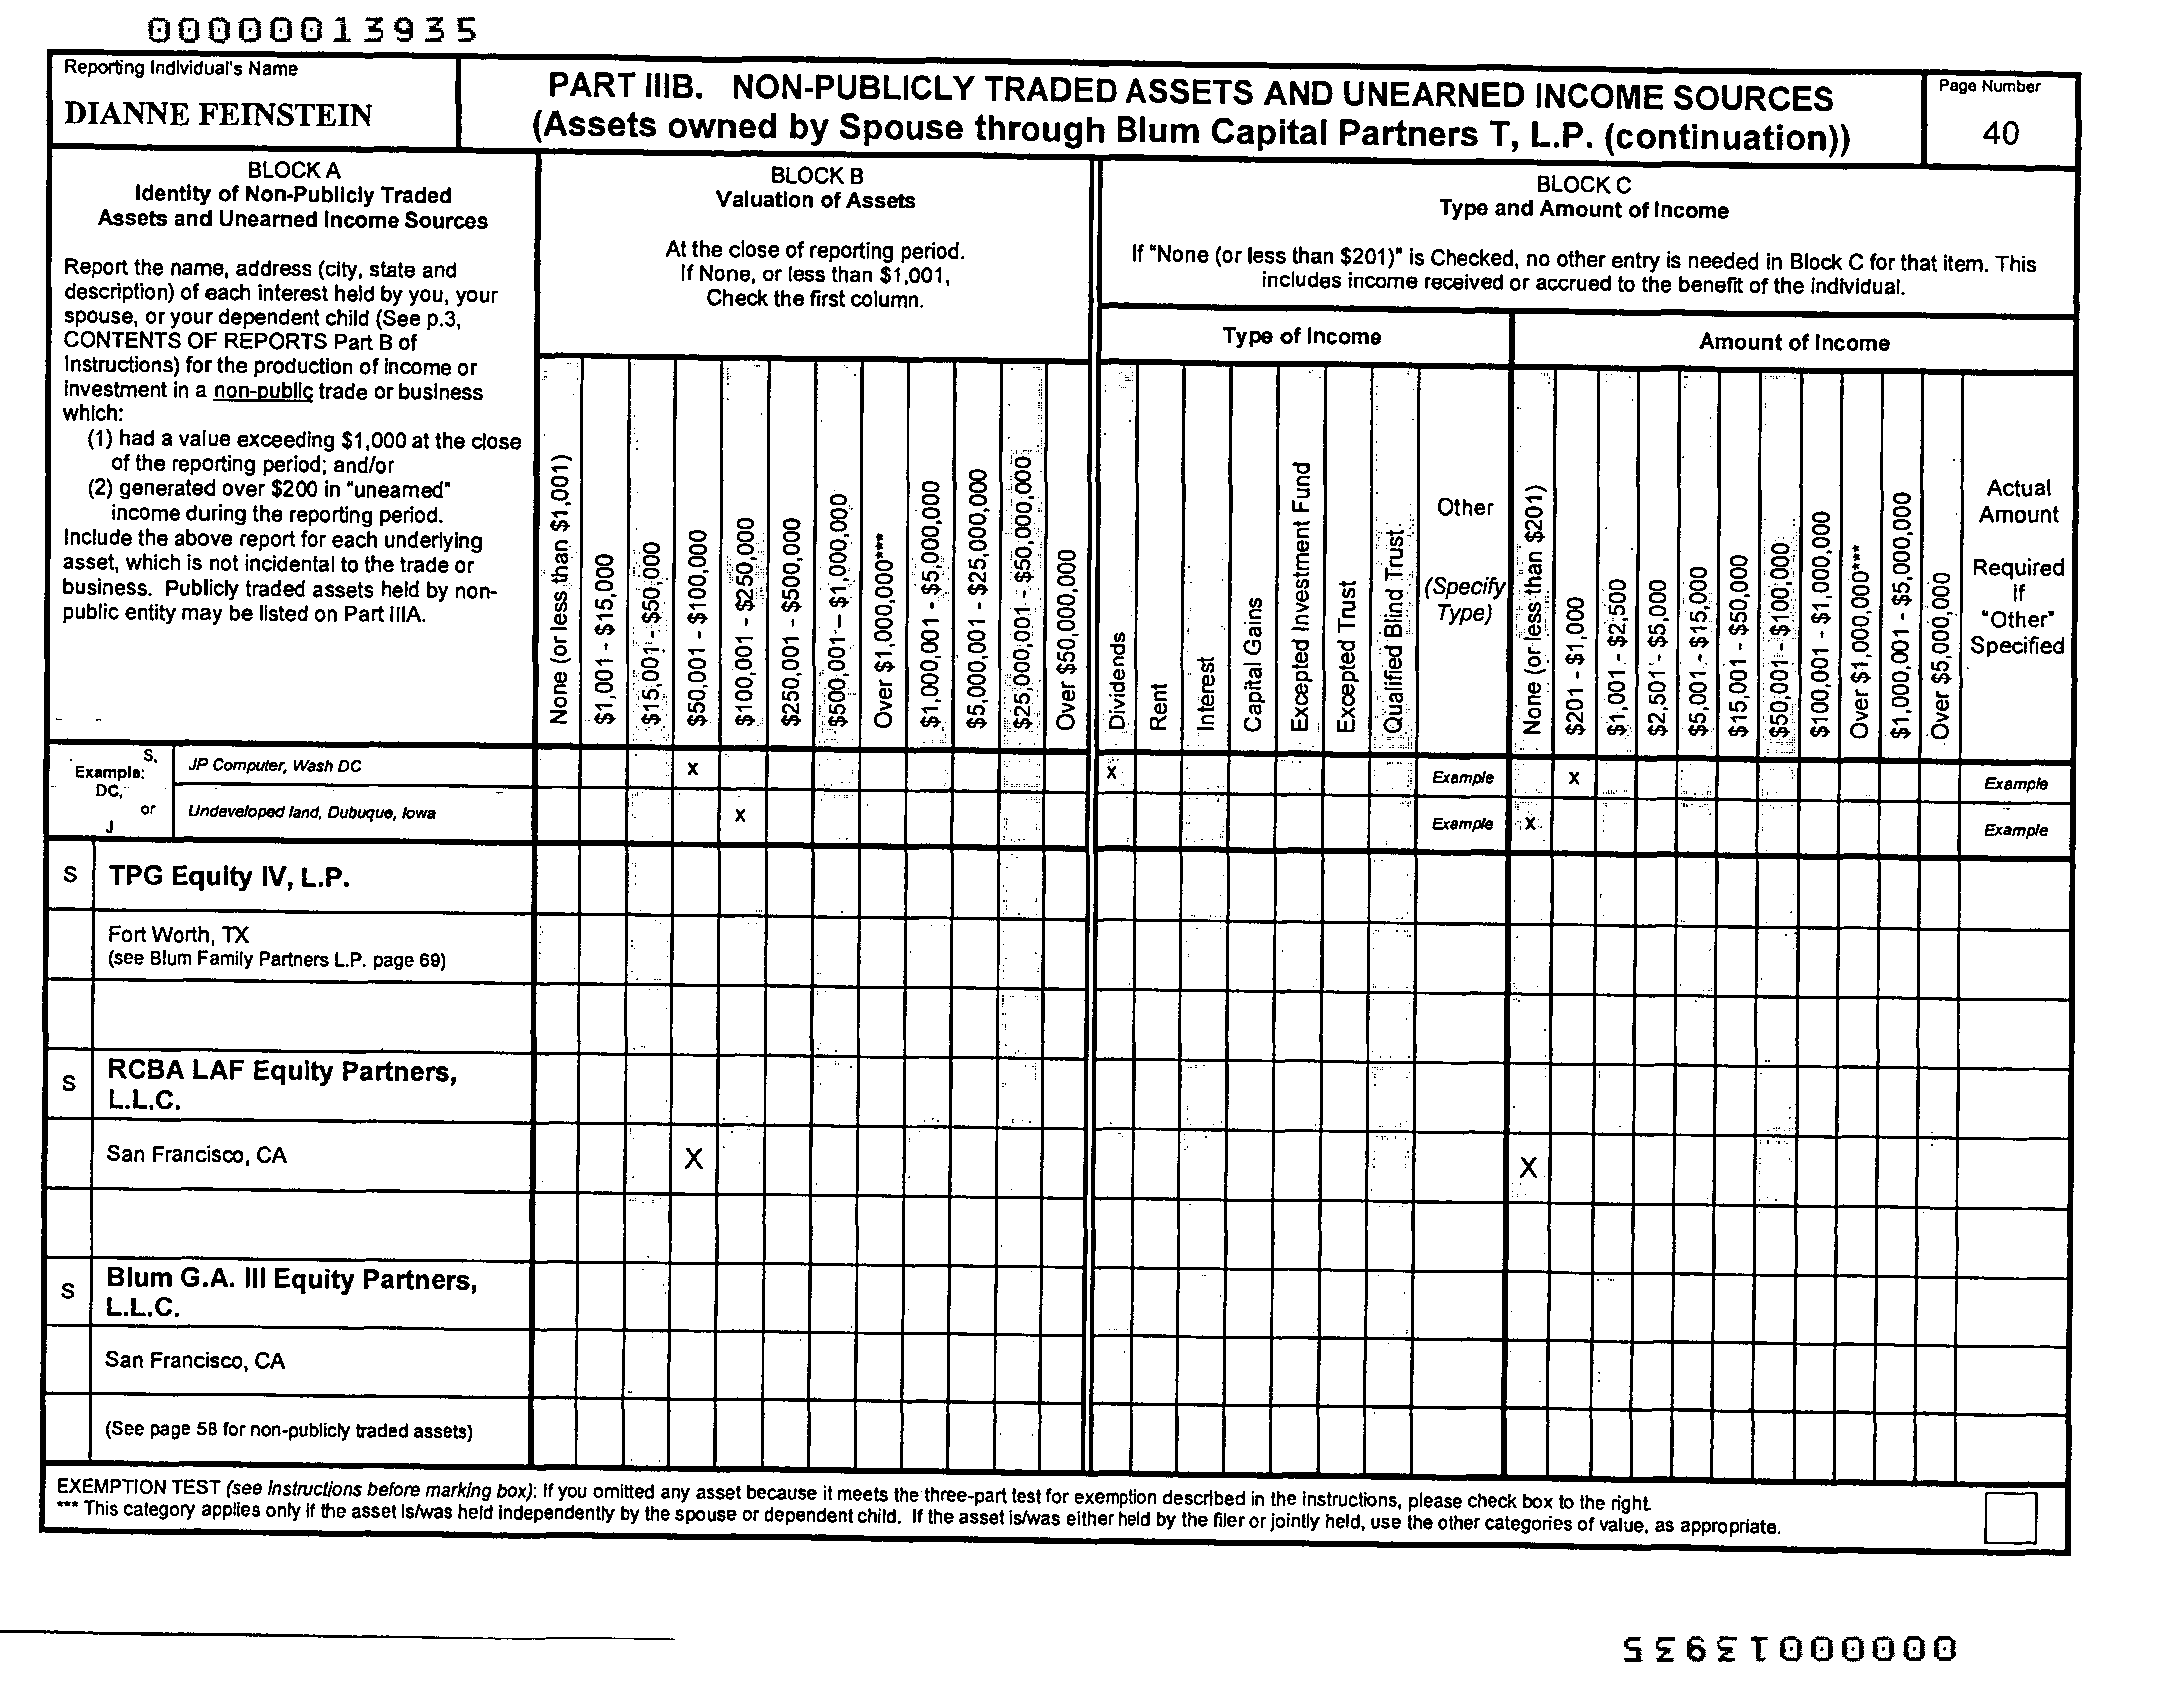 00000013935
Reporting Individual's Name
DIANNE FEINSTEIN
PART IIIB. NON-PUBLICLY TRADED ASSETS AND UNEARNED INCOME SOURCES
(Assets owned by Spouse through Blum Capital Partners T, L.P. (continuation))
Page Number
40
BLOCK A
Identity of Non-Publicly Traded
Assets and Unearned Income Sources
Report the name, address (city, state and
description) of each interest held by you, your
spouse, or your dependent child (See p.3,
CONTENTS OF REPORTS Part B of
Instructions) for the production of income or
investment in a non-public trade or business
which:
(1) had a value exceeding $1,000 at the close
of the reporting period; and/or
(2) generated over $200 in "unearned"
income during the reporting period.
Include the above report for each underlying
asset, which is not incidental to the trade or
business. Publicly traded assets held by non-
public entity may be listed on Part IIIA.
BLOCK B
Valuation of Assets
At the close of reporting period.
If None, or less than $1,001,
Check the first column.
None (or less than $1,001)
$1,001 - $15,000
$15,001 - $50,000
$50,001 - $100,000
$100,001 - $250,000
$250,001 - $500,000
$500,001 – $1,000,000
Over $1,000,000***
$1,000,001 - $5,000,000
$5,000,001 - $25,000,000
$25,000,001 - $50,000,000
Over $50,000,000
BLOCK C
Type and Amount of Income
If "None (or less than $201)" is Checked, no other entry is needed in Block C for that item. This
includes income received or accrued to the benefit of the individual.
Type of Income
Dividends
Rent
Interest
Capital Gains
Excepted Investment Fund
Excepted Trust
Qualified Blind Trust
Other
(Specify
Type)
Amount of Income
None (or less than $201)
$201 - $1,000
$1,001 - $2,500
$2,501 - $5,000
$5,001 - $15,000
$15,001 - $50,000
$50,001 - $100,000
$100,001 - $1,000,000
Over $1,000,000***
$1,000,001 - $5,000,000
Over $5,000,000
Actual
Amount
Required
If
"Other"
Specified
Example:
S,
DC,
or
J
JP Computer, Wash DC
X
X
Example
X
Example
Undeveloped land, Dubuque, Iowa
X
Example
X
Example
S
TPG Equity IV, L.P.
Fort Worth, TX
(see Blum Family Partners L.P. page 69)
S
RCBA LAF Equity Partners,
L.L.C.
San Francisco, CA
X
X
S
Blum G.A. III Equity Partners,
L.L.C.
San Francisco, CA
(See page 58 for non-publicly traded assets)
EXEMPTION TEST (see Instructions before marking box): If you omitted any asset because it meets the three-part test for exemption described in the instructions, please check box to the right.
*** This category applies only if the asset is/was held independently by the spouse or dependent child. If the asset is/was either held by the filer or jointly held, use the other categories of value, as appropriate.
00000013935